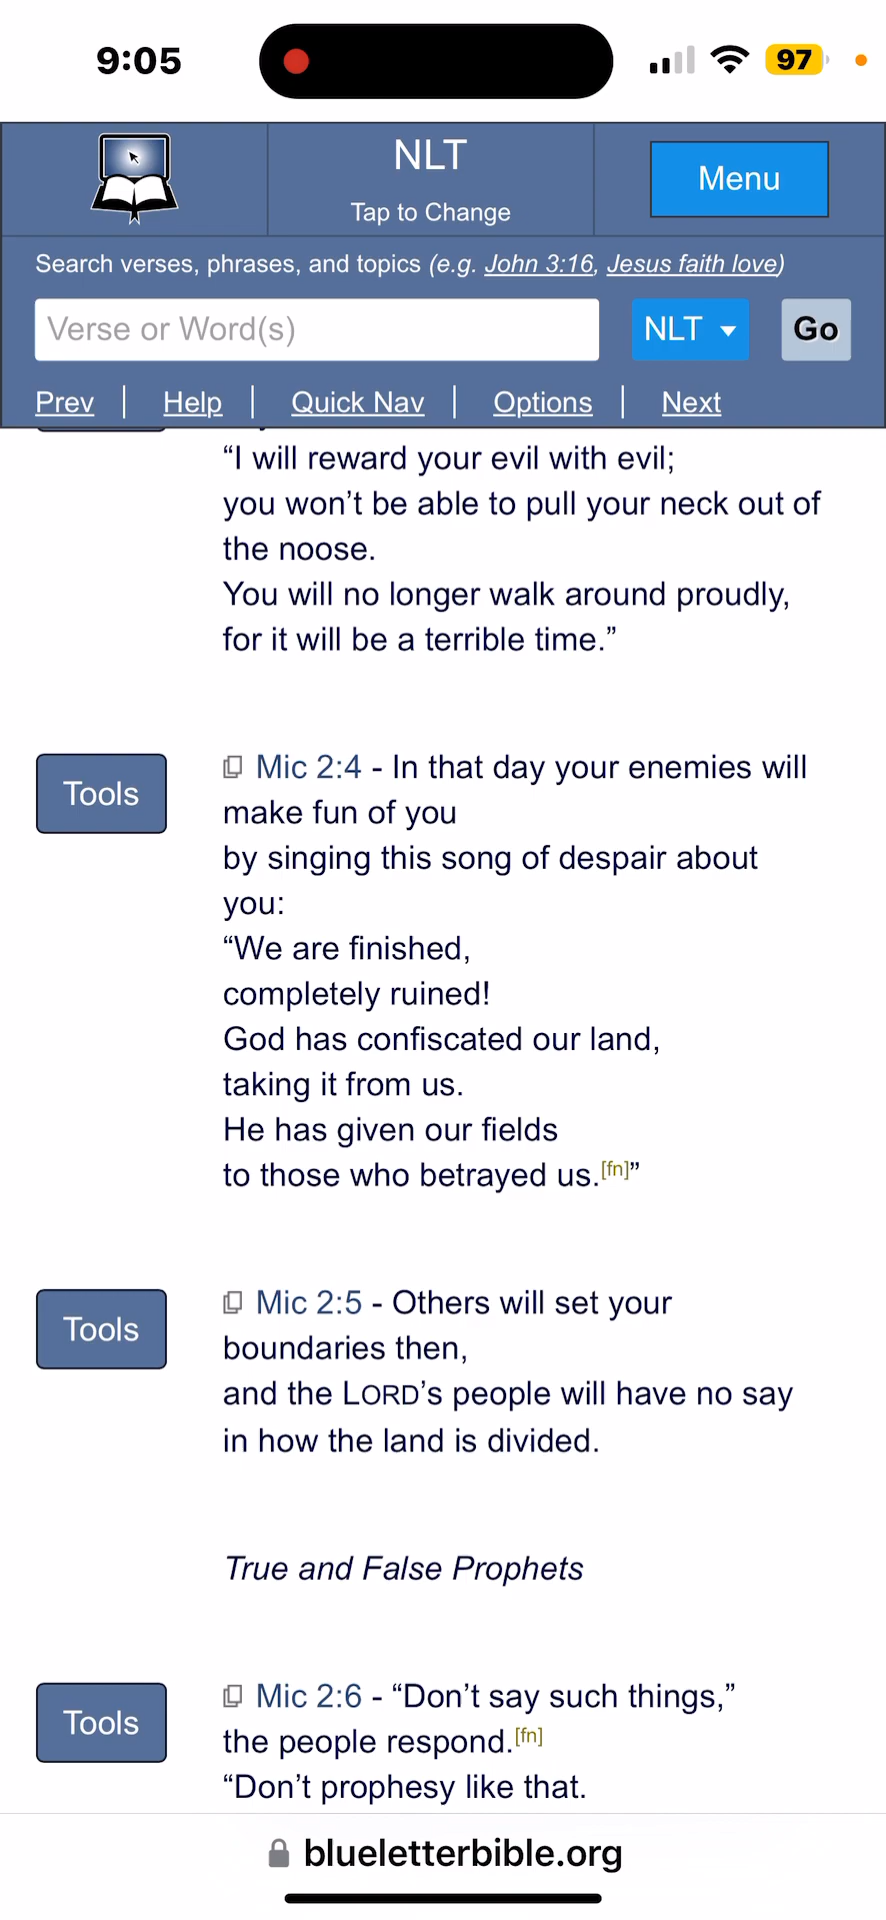 9:05
97
NLT
Tap to Change
Menu
Search verses, phrases, and topics (e.g. John 3:16, Jesus faith love)
Verse or Word(s)
NLT
Go
Prev | Help | Quick Nav | Options | Next
“I will reward your evil with evil;
you won’t be able to pull your neck out of
the noose.
You will no longer walk around proudly,
for it will be a terrible time.”
Tools
Mic 2:4 - In that day your enemies will
make fun of you
by singing this song of despair about
you:
“We are finished,
completely ruined!
God has confiscated our land,
taking it from us.
He has given our fields
to those who betrayed us.[fn]”
Tools
Mic 2:5 - Others will set your
boundaries then,
and the LORD’s people will have no say
in how the land is divided.
True and False Prophets
Tools
Mic 2:6 - “Don’t say such things,”
the people respond.[fn]
“Don’t prophesy like that.
blueletterbible.org